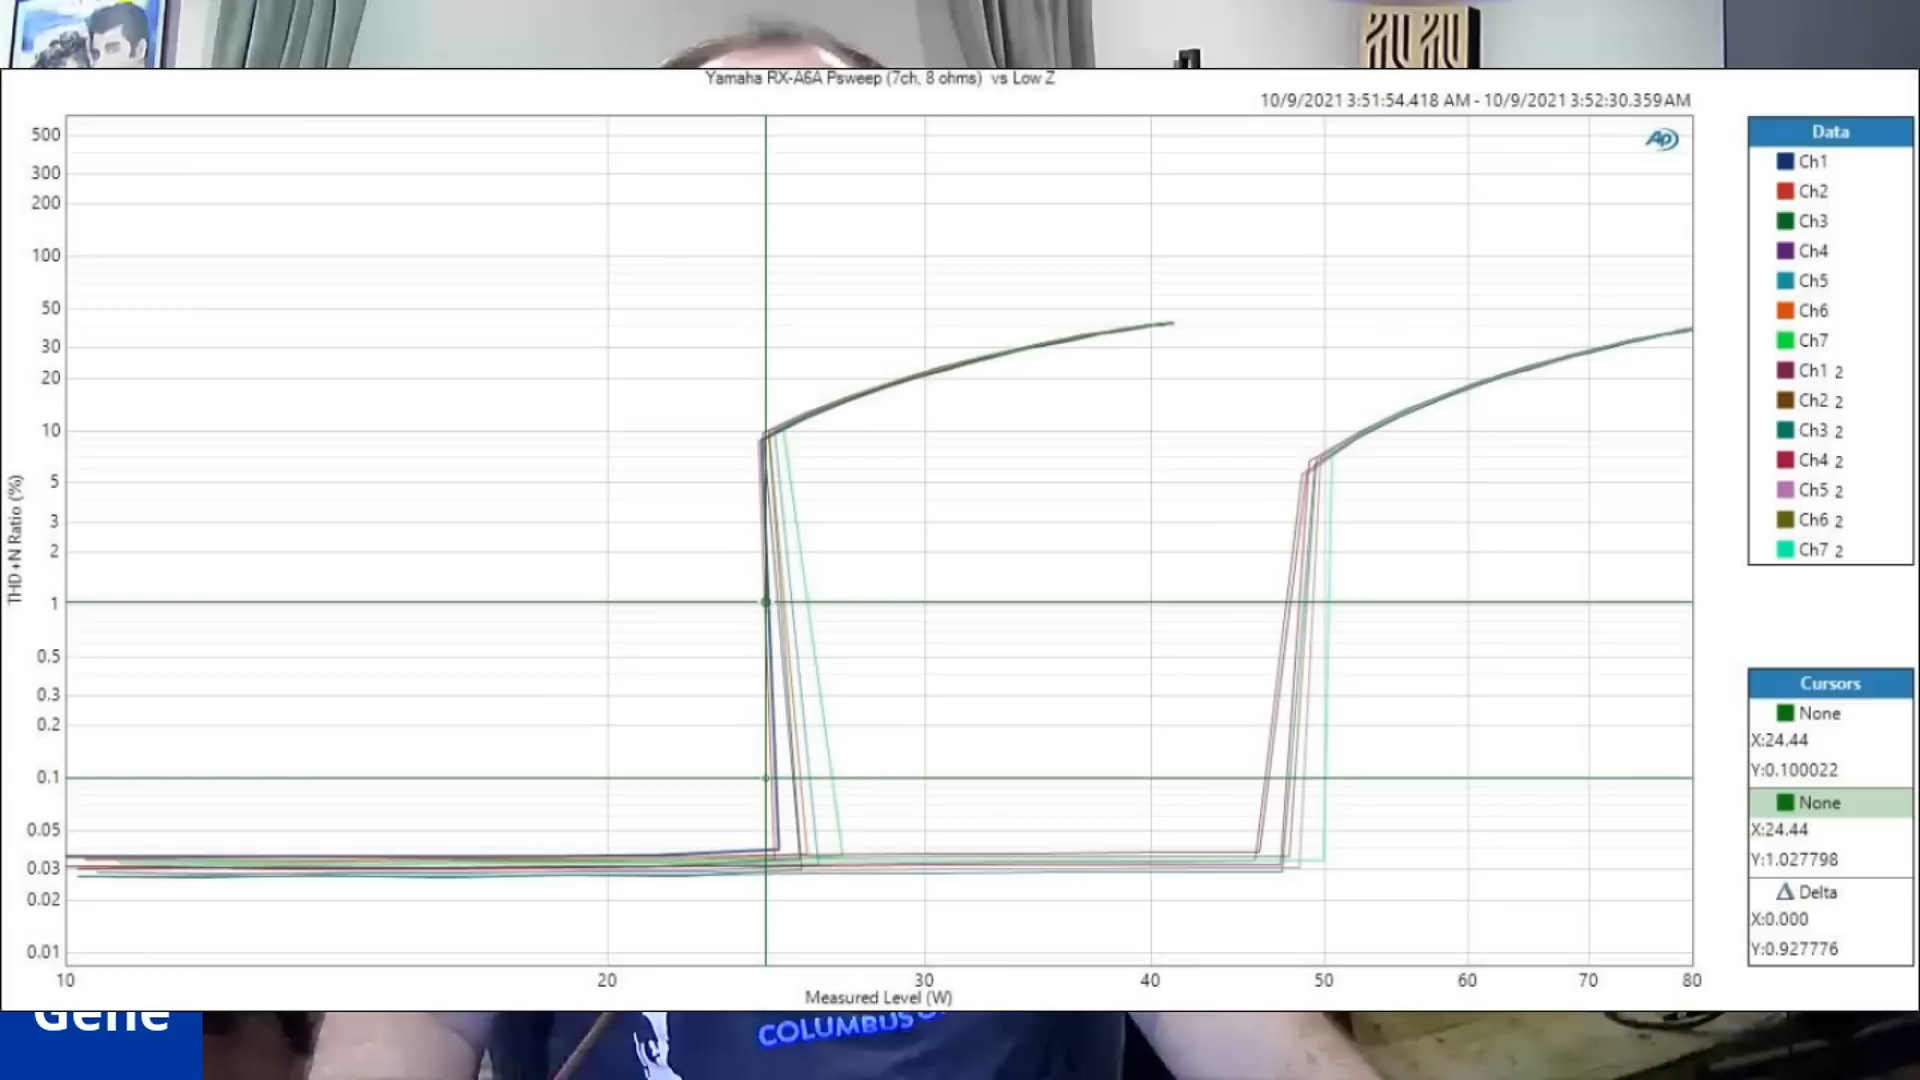 Yamaha RX-A6A Psweep (7ch, 8 ohms) vs Low Z
10/9/2021 3:51:54.418 AM - 10/9/2021 3:52:30.359 AM
AP
THD+N Ratio (%)
500
300
200
100
50
30
20
10
5
3
2
1
0.5
0.3
0.2
0.1
0.05
0.03
0.02
0.01
10 20 30 40 50 60 70 80
Measured Level (W)
Data
Ch1
Ch2
Ch3
Ch4
Ch5
Ch6
Ch7
Ch1 2
Ch2 2
Ch3 2
Ch4 2
Ch5 2
Ch6 2
Ch7 2
Cursors
None
X:24.44
Y:0.100022
None
X:24.44
Y:1.027798
Δ Delta
X:0.000
Y:0.927776
Gene
COLUMBUS